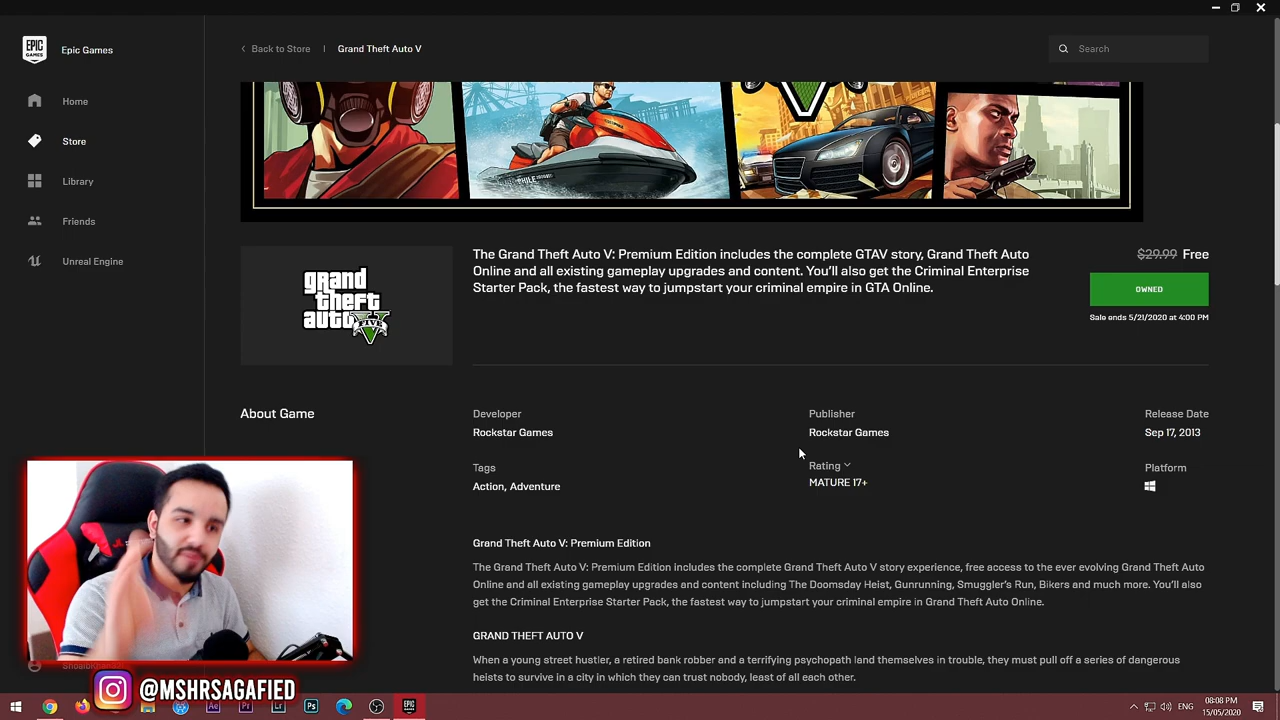 EPIC GAMES
Epic Games
Back to Store | Grand Theft Auto V
Search
Home
Store
Library
Friends
Unreal Engine
The Grand Theft Auto V: Premium Edition includes the complete GTAV story, Grand Theft Auto
Online and all existing gameplay upgrades and content. You'll also get the Criminal Enterprise
Starter Pack, the fastest way to jumpstart your criminal empire in GTA Online.
$29.99 Free
OWNED
Sale ends 5/21/2020 at 4:00 PM
grand
theft
auto
FIVE
About Game
Developer
Rockstar Games
Publisher
Rockstar Games
Release Date
Sep 17, 2013
Tags
Action, Adventure
Rating
MATURE 17+
Platform
Grand Theft Auto V: Premium Edition
The Grand Theft Auto V: Premium Edition includes the complete Grand Theft Auto V story experience, free access to the ever evolving Grand Theft Auto
Online and all existing gameplay upgrades and content including The Doomsday Heist, Gunrunning, Smuggler's Run, Bikers and much more. You'll also
get the Criminal Enterprise Starter Pack, the fastest way to jumpstart your criminal empire in Grand Theft Auto Online.
GRAND THEFT AUTO V
When a young street hustler, a retired bank robber and a terrifying psychopath land themselves in trouble, they must pull off a series of dangerous
heists to survive in a city in which they can trust nobody, least of all each other.
@MSHRSAGAFIED
Ae
Pr
Lr
Ps
EPIC GAMES
ENG
08:08 PM
15/05/2020